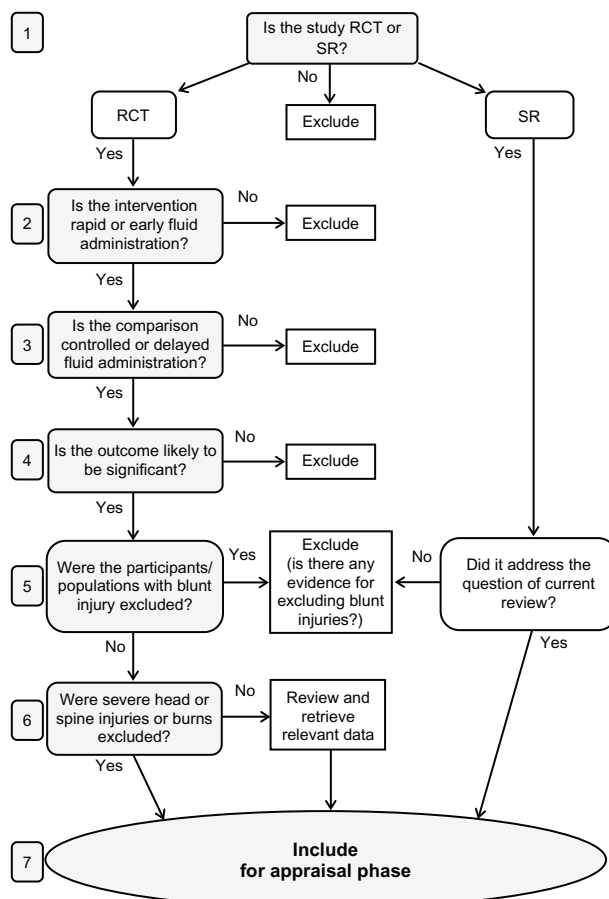 1
Is the study RCT or
SR?
No
RCT
Exclude
SR
Yes
Yes
2
Is the intervention
rapid or early fluid
administration?
No
Exclude
Yes
3
Is the comparison
controlled or delayed
fluid administration?
No
Exclude
Yes
4
Is the outcome likely to
be significant?
No
Exclude
Yes
5
Were the participants/
populations with blunt
injury excluded?
Yes
Exclude
(is there any
evidence for
excluding blunt
injuries?)
No
Did it address the
question of current
review?
No
Yes
6
Were severe head or
spine injuries or burns
excluded?
No
Review and
retrieve
relevant data
Yes
7
Include
for appraisal phase